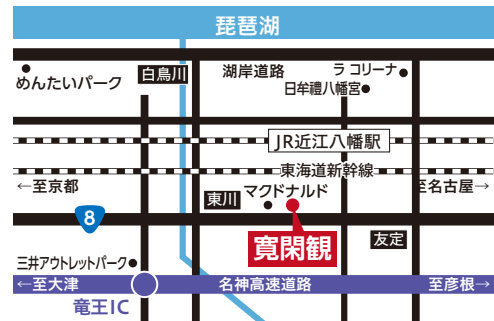 琵琶湖
白鳥川
湖岸道路
ラ コリーナ
めんたいパーク
日牟禮八幡宮
JR近江八幡駅
東海道新幹線
←至京都
至名古屋→
東川
マクドナルド
8
寛閑観
友定
三井アウトレットパーク
←至大津
名神高速道路
至彦根→
竜王IC